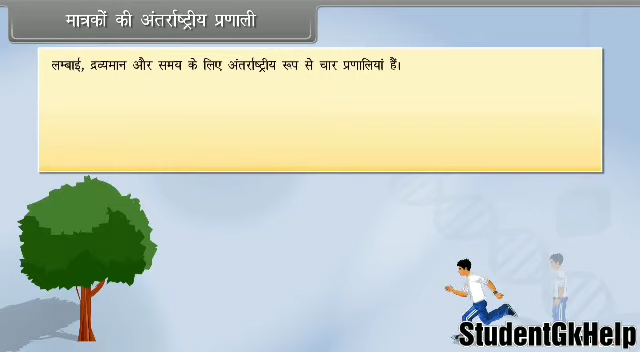 मात्रकों की अंतर्राष्ट्रीय प्रणाली
लम्बाई, द्रव्यमान और समय के लिए अंतर्राष्ट्रीय रूप से चार प्रणालियां हैं।
StudentGkHelp